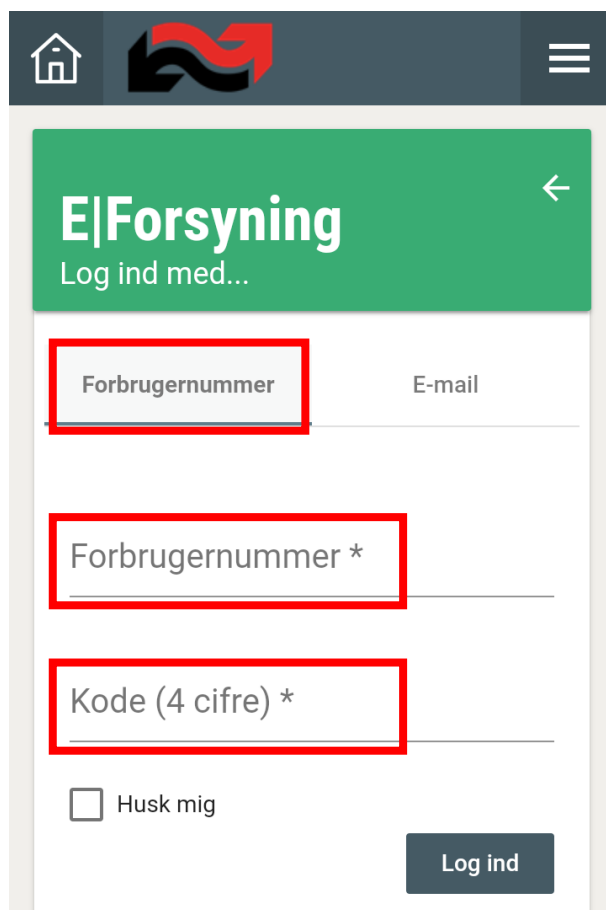 E|Forsyning
Log ind med...
Forbrugernummer E-mail
Forbrugernummer *
Kode (4 cifre) *
Husk mig
Log ind